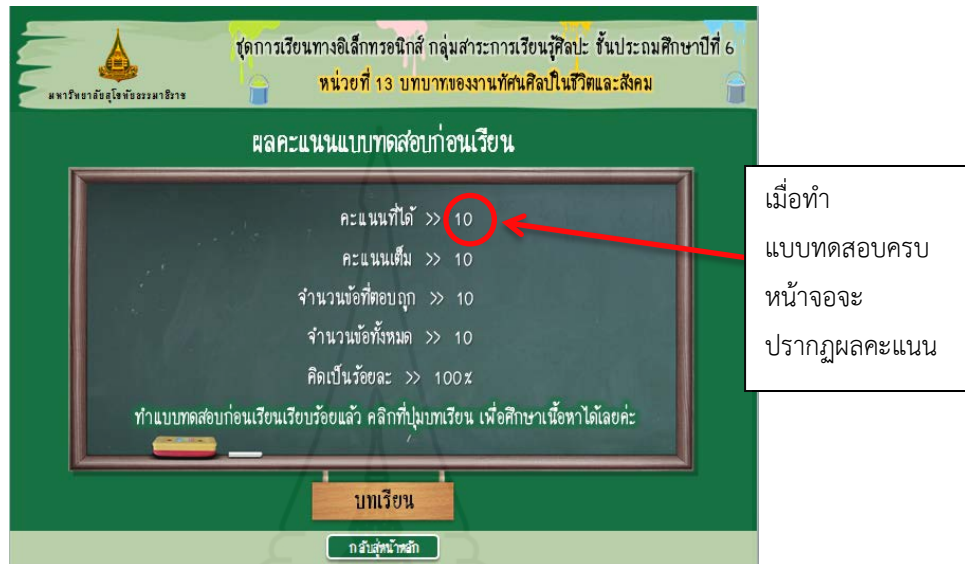 ชุดการเรียนทางอิเล็กทรอนิกส์ กลุ่มสาระการเรียนรู้ศิลปะ ชั้นประถมศึกษาปีที่ 6
หน่วยที่ 13 บทบาทของงานทัศนศิลป์ในชีวิตและสังคม
มหาวิทยาลัยสุโขทัยธรรมาธิราช
ผลคะแนนแบบทดสอบก่อนเรียน
คะแนนที่ได้ >> 10
คะแนนเต็ม >> 10
จำนวนข้อที่ตอบถูก >> 10
จำนวนข้อทั้งหมด >> 10
คิดเป็นร้อยละ >> 100%
ทำแบบทดสอบก่อนเรียนเรียบร้อยแล้ว คลิกที่ปุ่มบทเรียน เพื่อศึกษาเนื้อหาได้เลยค่ะ
บทเรียน
กลับสู่หน้าหลัก
เมื่อทำ
แบบทดสอบครบ
หน้าจอจะ
ปรากฏผลคะแนน